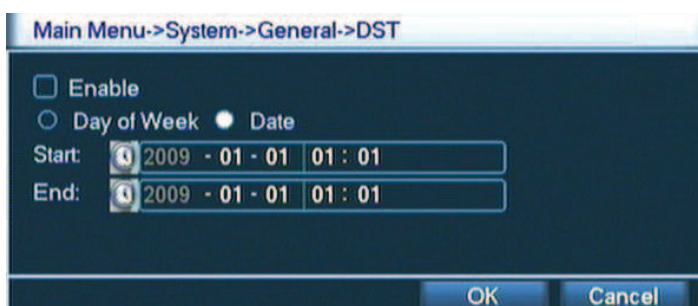 Main Menu->System->General->DST
Enable
Day of Week Date
Start: 2009 - 01 - 01 01 : 01
End: 2009 - 01 - 01 01 : 01
OK Cancel